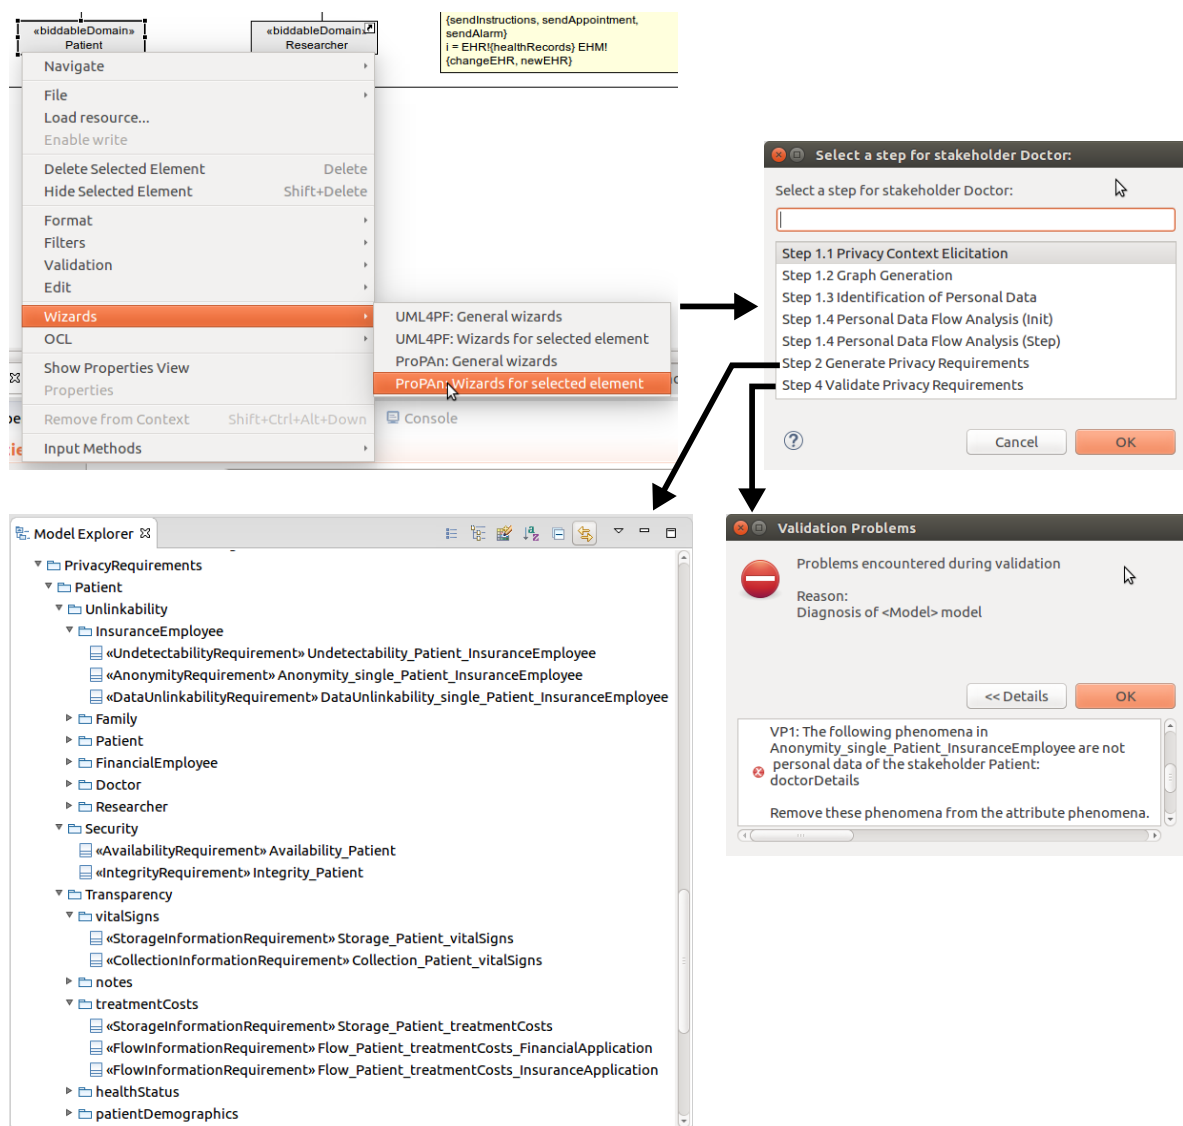 «biddableDomain»
Patient
«biddableDomain»
Researcher
{sendInstructions, sendAppointment,
sendAlarm}
i = EHR!{healthRecords} EHM!
{changeEHR, newEHR}
Navigate
File
Load resource...
Enable write
Delete Selected Element Delete
Hide Selected Element Shift+Delete
Format
Filters
Validation
Edit
Wizards
OCL
Show Properties View
Properties
Remove from Context Shift+Ctrl+Alt+Down
Input Methods
UML4PF: General wizards
UML4PF: Wizards for selected element
ProPAn: General wizards
ProPAn: Wizards for selected element
Console
Select a step for stakeholder Doctor:
Select a step for stakeholder Doctor:
Step 1.1 Privacy Context Elicitation
Step 1.2 Graph Generation
Step 1.3 Identification of Personal Data
Step 1.4 Personal Data Flow Analysis (Init)
Step 1.4 Personal Data Flow Analysis (Step)
Step 2 Generate Privacy Requirements
Step 4 Validate Privacy Requirements
Cancel OK
Model Explorer
PrivacyRequirements
Patient
Unlinkability
InsuranceEmployee
«UndetectabilityRequirement» Undetectability_Patient_InsuranceEmployee
«AnonymityRequirement» Anonymity_single_Patient_InsuranceEmployee
«DataUnlinkabilityRequirement» DataUnlinkability_single_Patient_InsuranceEmployee
Family
Patient
FinancialEmployee
Doctor
Researcher
Security
«AvailabilityRequirement» Availability_Patient
«IntegrityRequirement» Integrity_Patient
Transparency
vitalSigns
«StorageInformationRequirement» Storage_Patient_vitalSigns
«CollectionInformationRequirement» Collection_Patient_vitalSigns
notes
treatmentCosts
«StorageInformationRequirement» Storage_Patient_treatmentCosts
«FlowInformationRequirement» Flow_Patient_treatmentCosts_FinancialApplication
«FlowInformationRequirement» Flow_Patient_treatmentCosts_InsuranceApplication
healthStatus
patientDemographics
Validation Problems
Problems encountered during validation
Reason:
Diagnosis of <Model> model
<< Details OK
VP1: The following phenomena in
Anonymity_single_Patient_InsuranceEmployee are not
personal data of the stakeholder Patient:
doctorDetails
Remove these phenomena from the attribute phenomena.